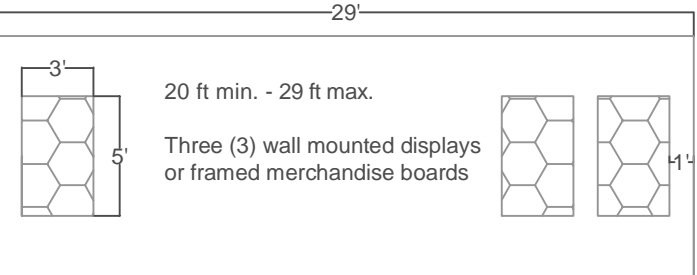 29'
3'
20 ft min. - 29 ft max.
5'
Three (3) wall mounted displays
or framed merchandise boards
1'